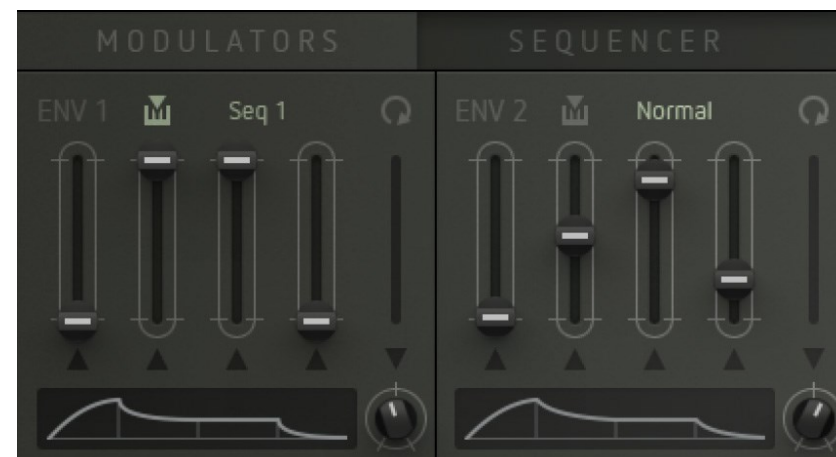 MODULATORS
SEQUENCER
ENV 1
Seq 1
ENV 2
Normal